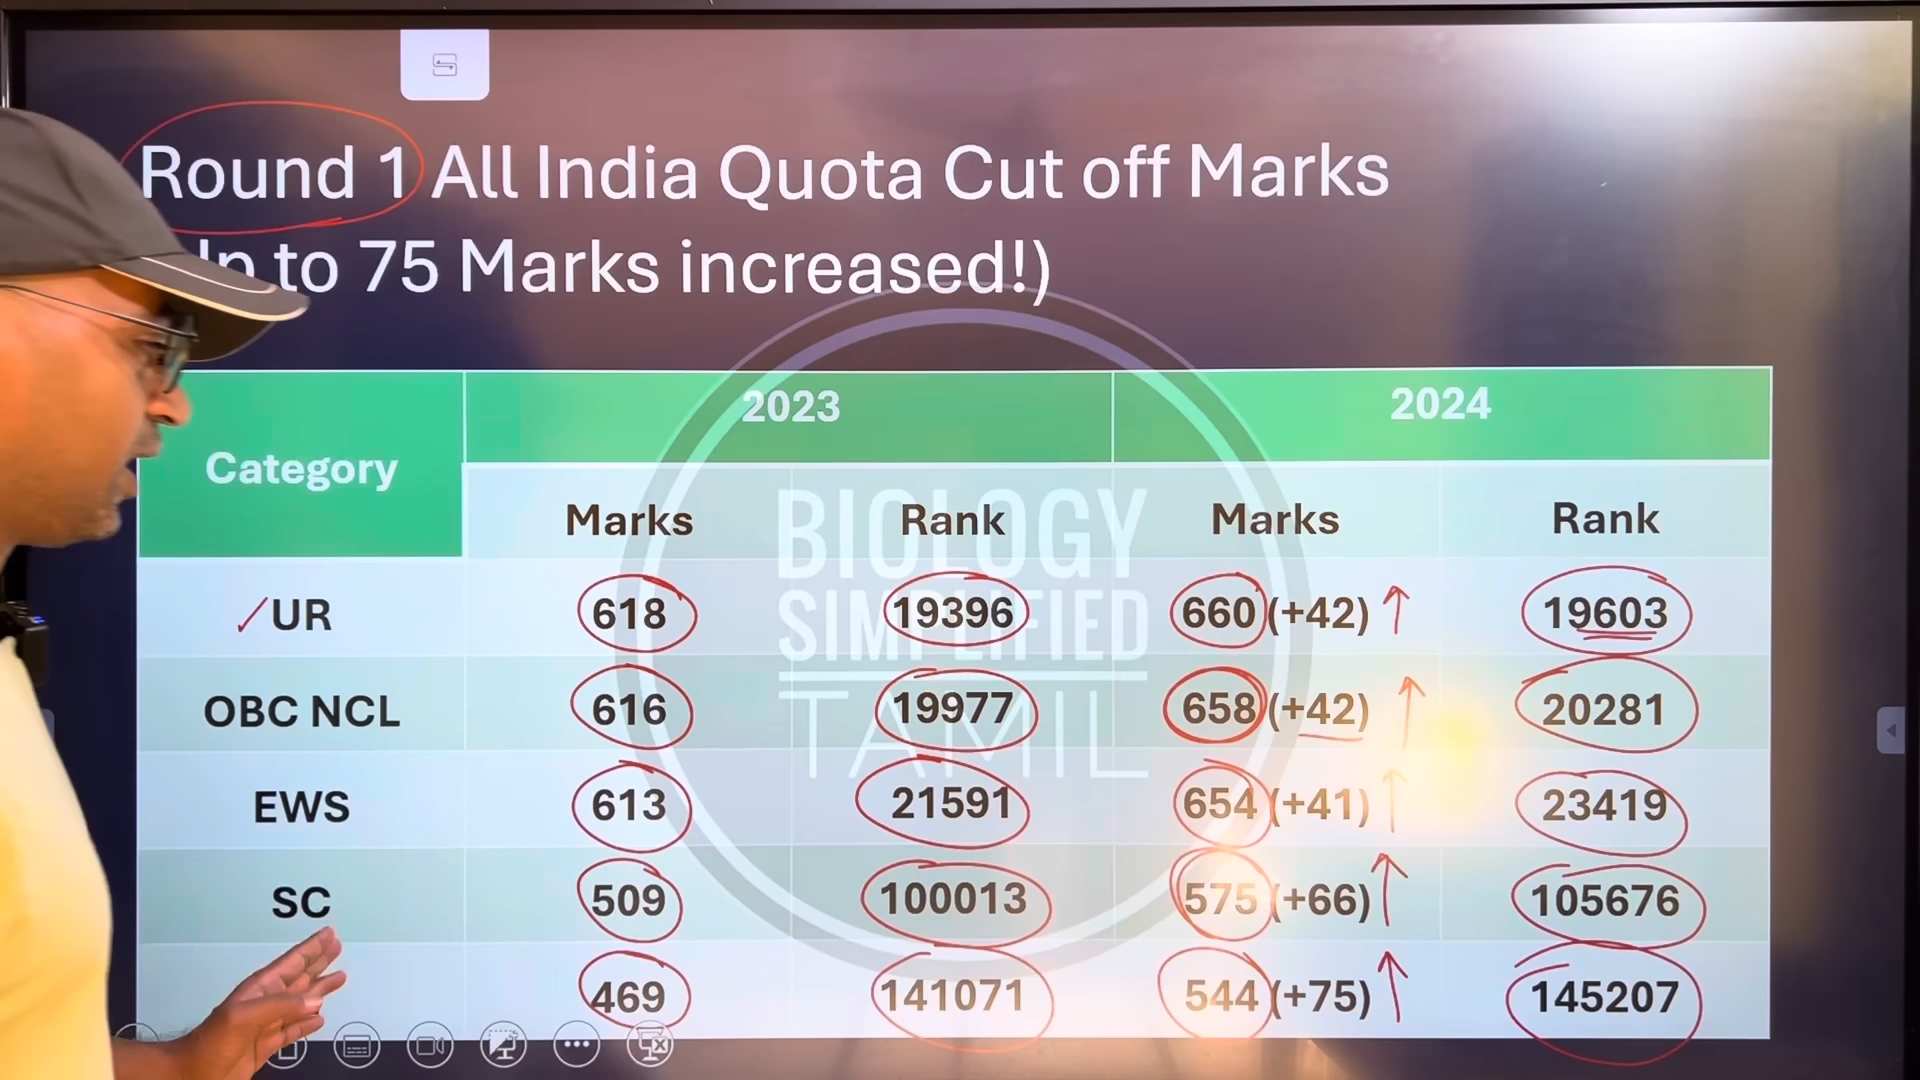 Round 1 All India Quota Cut off Marks
to 75 Marks increased!)
Category 2023 2024
Marks Rank Marks Rank
UR 618 19396 660 (+42) 19603
OBC NCL 616 19977 658 (+42) 20281
EWS 613 21591 654 (+41) 23419
SC 509 100013 575 (+66) 105676
469 141071 544 (+75) 145207
BIOLOGY
SIMPLIFIED
TAMIL